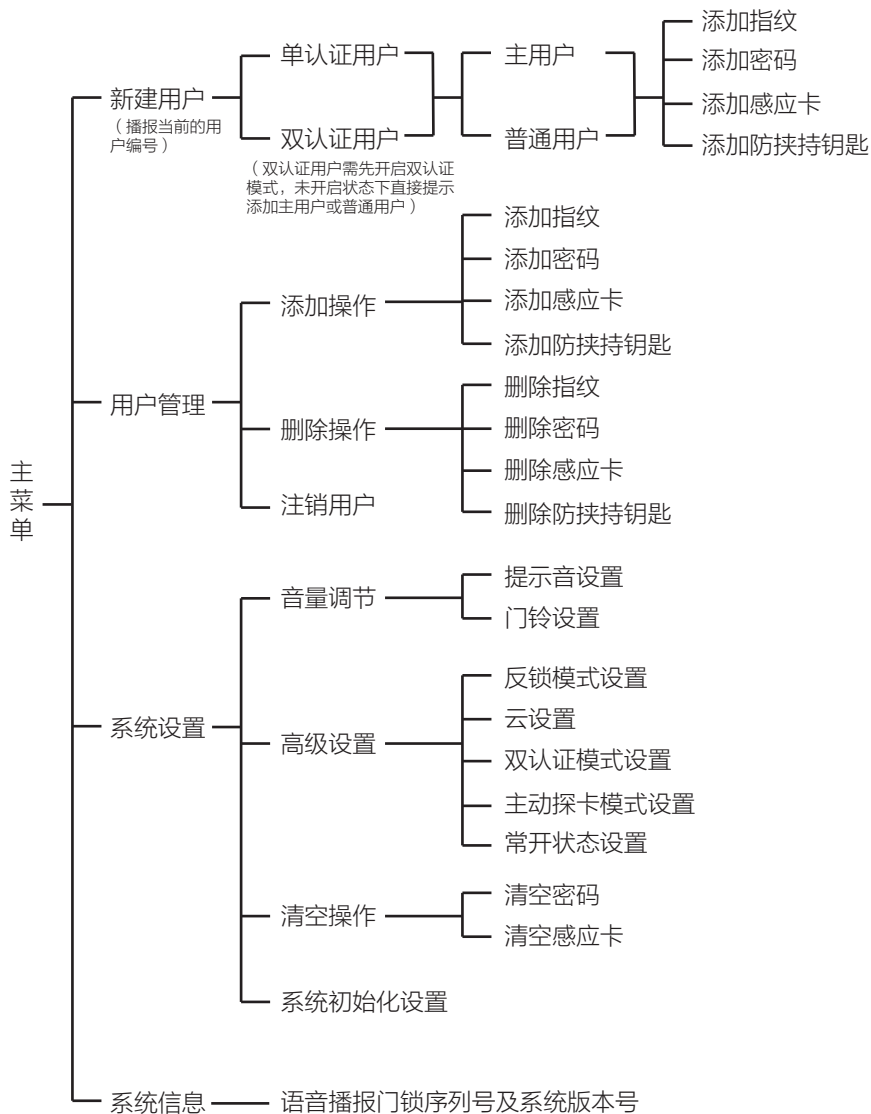 主菜单
新建用户
（播报当前的用
户编号）
单认证用户
双认证用户
（双认证用户需先开启双认证
模式，未开启状态下直接提示
添加主用户或普通用户）
主用户
普通用户
添加指纹
添加密码
添加感应卡
添加防挟持钥匙
用户管理
添加操作
添加指纹
添加密码
添加感应卡
添加防挟持钥匙
删除操作
删除指纹
删除密码
删除感应卡
删除防挟持钥匙
注销用户
系统设置
音量调节
提示音设置
门铃设置
高级设置
反锁模式设置
云设置
双认证模式设置
主动探卡模式设置
常开状态设置
清空操作
清空密码
清空感应卡
系统初始化设置
系统信息
语音播报门锁序列号及系统版本号